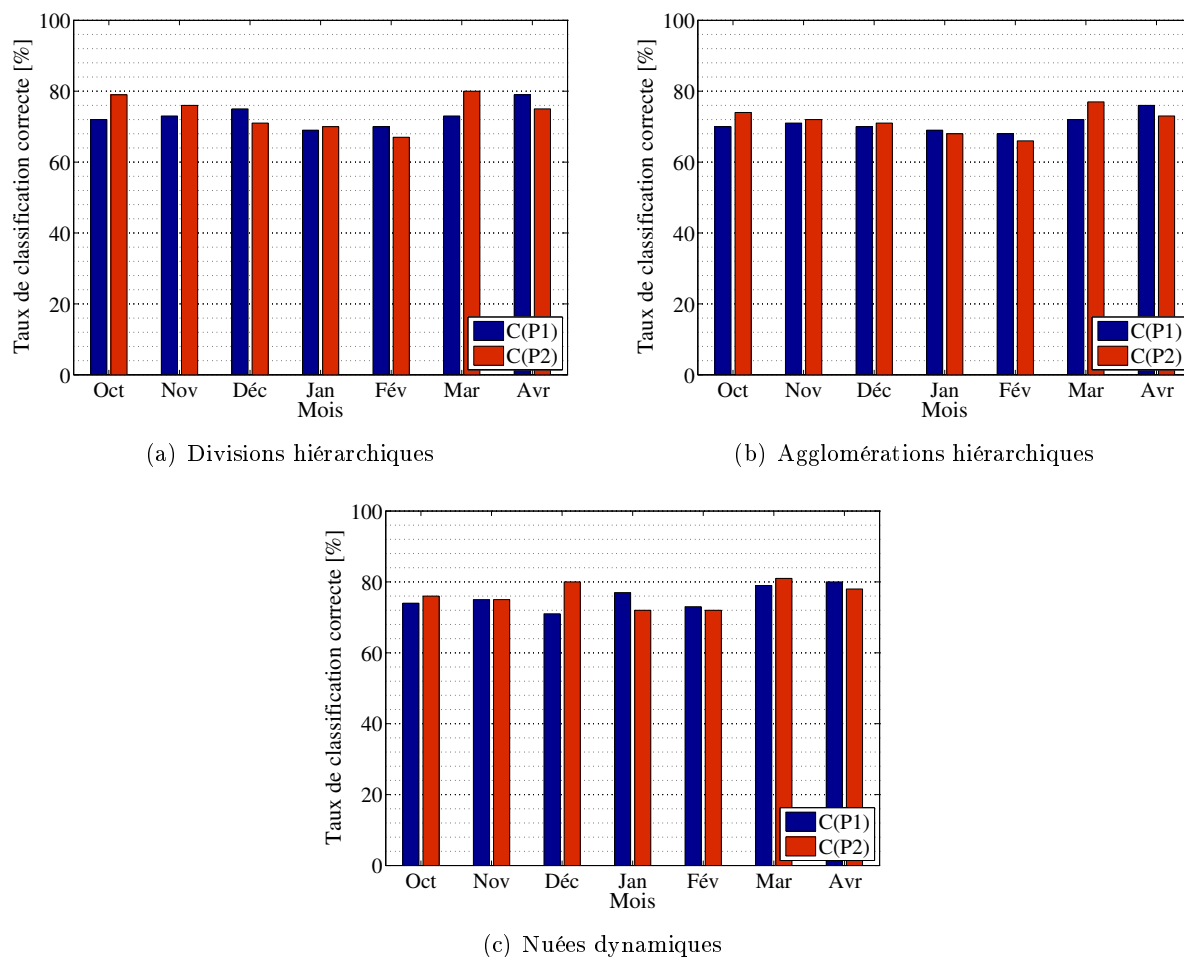 Taux de classification correcte [%]
100
80
60
40
20
0
Oct Nov Déc Jan Fév Mar Avr
Mois
C(P1)
C(P2)
(a) Divisions hiérarchiques
Taux de classification correcte [%]
100
80
60
40
20
0
Oct Nov Déc Jan Fév Mar Avr
Mois
C(P1)
C(P2)
(b) Agglomérations hiérarchiques
Taux de classification correcte [%]
100
80
60
40
20
0
Oct Nov Déc Jan Fév Mar Avr
Mois
C(P1)
C(P2)
(c) Nuées dynamiques